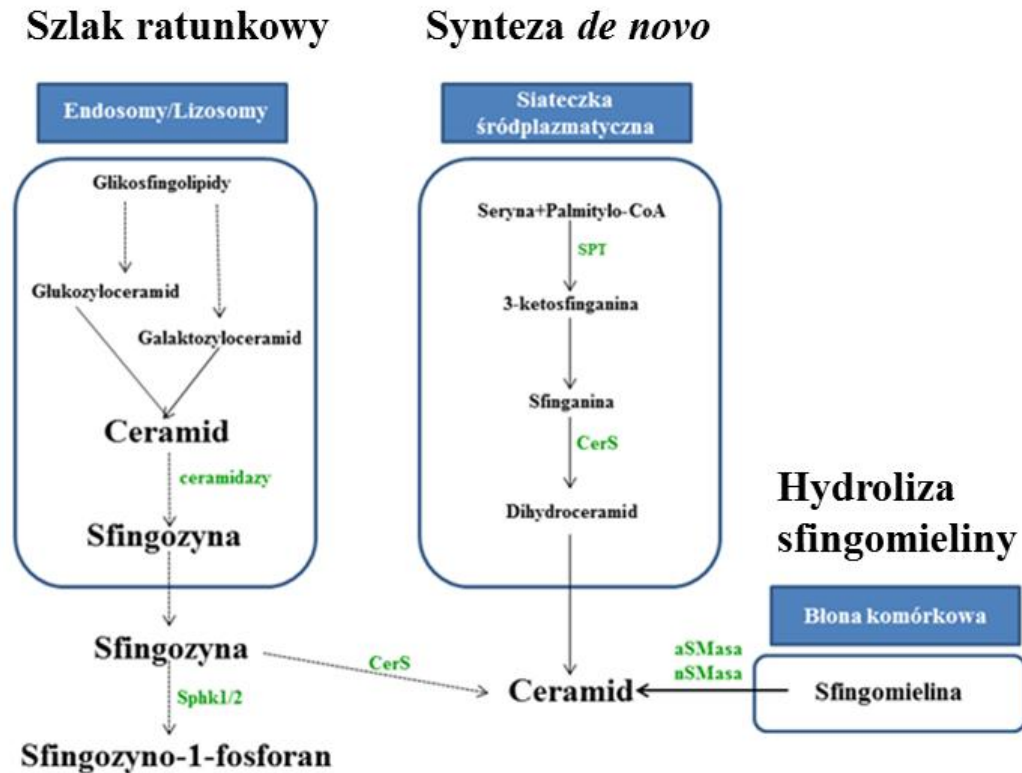 Szlak ratunkowy
Endosomy/Lizosomy
Glikosfingolipidy
Glukozyloceramid
Galaktozyloceramid
Ceramid
ceramidazy
Sfingozyna
Sfingozyna
CerS
Sphk1/2
Sfingozyno-1-fosforan
Synteza de novo
Siateczka
śródplazmatyczna
Seryna+Palmitylo-CoA
SPT
3-ketosfinganina
Sfinganina
CerS
Dihydroceramid
Ceramid
Hydroliza
sfingomieliny
Błona komórkowa
aSMasa
nSMasa
Sfingomielina